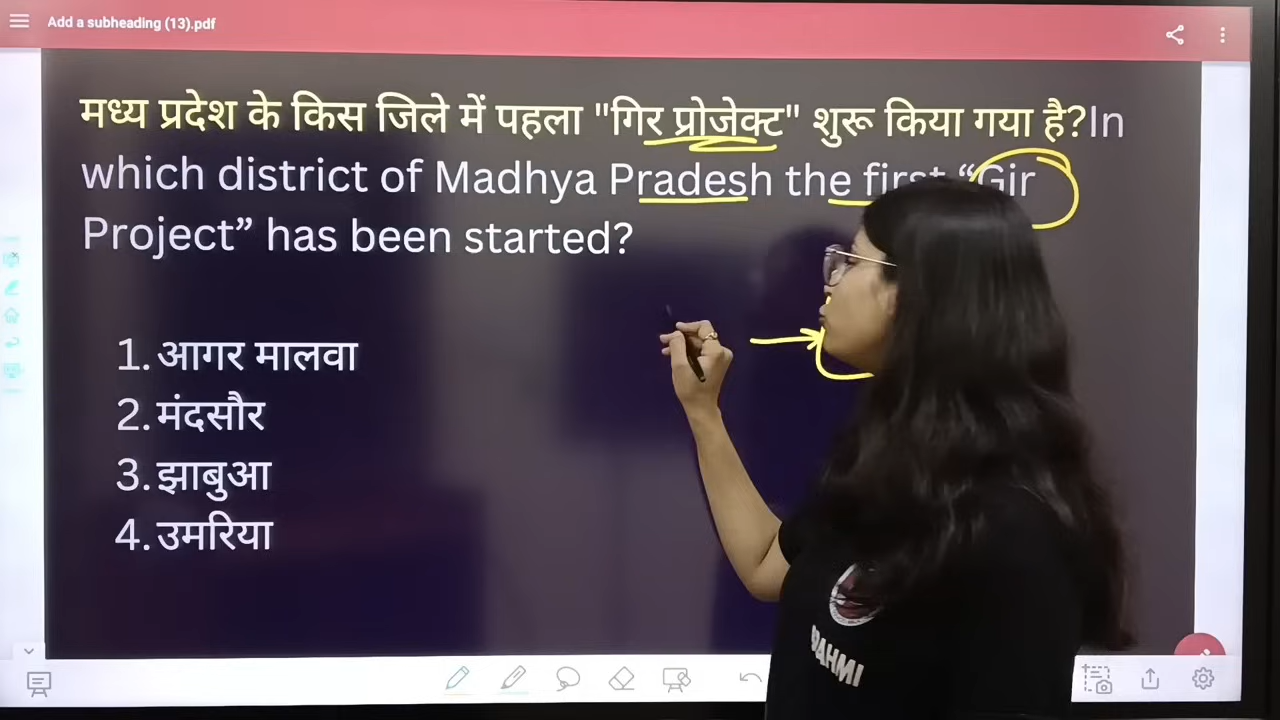 Add a subheading (13).pdf
मध्य प्रदेश के किस जिले में पहला "गिर प्रोजेक्ट" शुरू किया गया है?In
which district of Madhya Pradesh the first “Gir
Project” has been started?
1. आगर मालवा
2. मंदसौर
3. झाबुआ
4. उमरिया